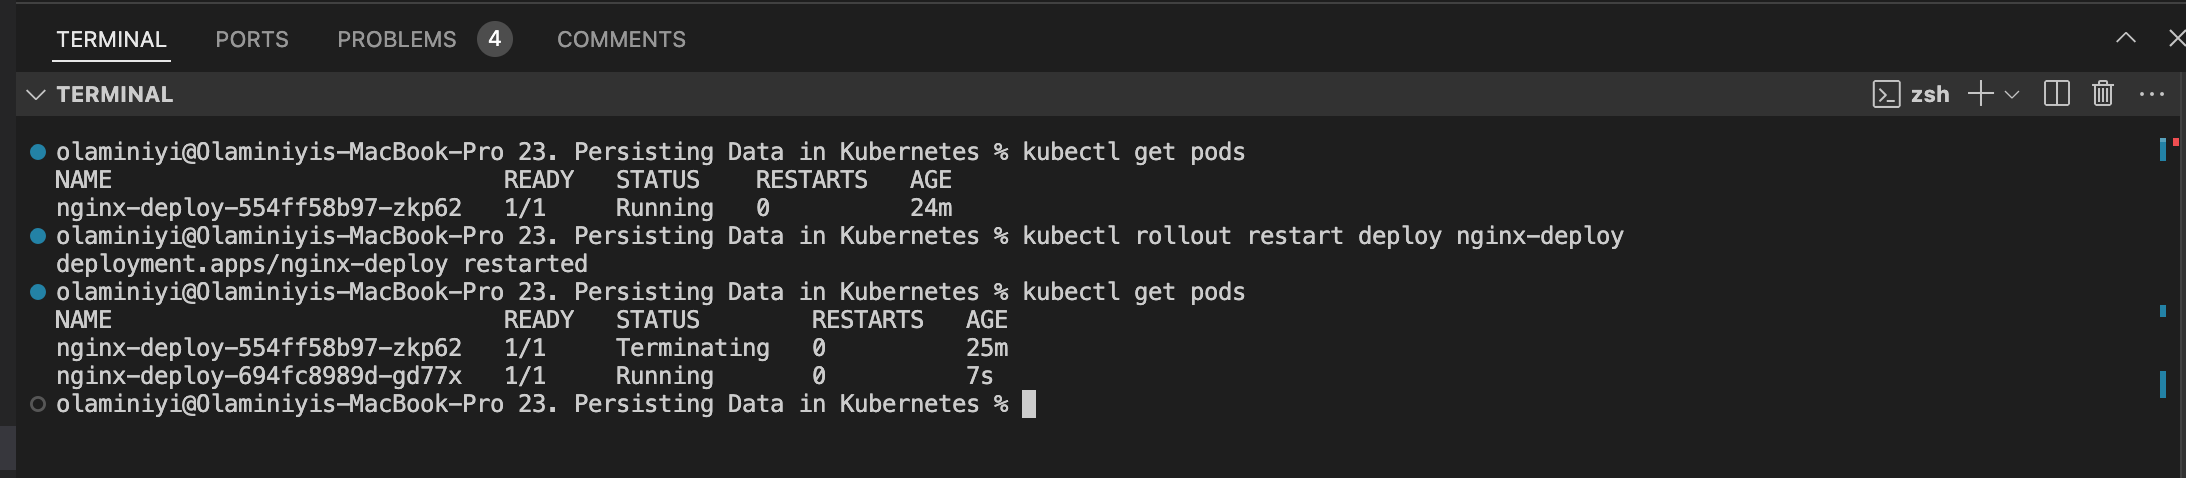 TERMINAL PORTS PROBLEMS 4 COMMENTS
TERMINAL zsh
olaminiyi@Olaminiyis-MacBook-Pro 23. Persisting Data in Kubernetes % kubectl get pods
NAME READY STATUS RESTARTS AGE
nginx-deploy-554ff58b97-zkp62 1/1 Running 0 24m
olaminiyi@Olaminiyis-MacBook-Pro 23. Persisting Data in Kubernetes % kubectl rollout restart deploy nginx-deploy
deployment.apps/nginx-deploy restarted
olaminiyi@Olaminiyis-MacBook-Pro 23. Persisting Data in Kubernetes % kubectl get pods
NAME READY STATUS RESTARTS AGE
nginx-deploy-554ff58b97-zkp62 1/1 Terminating 0 25m
nginx-deploy-694fc8989d-gd77x 1/1 Running 0 7s
olaminiyi@Olaminiyis-MacBook-Pro 23. Persisting Data in Kubernetes %